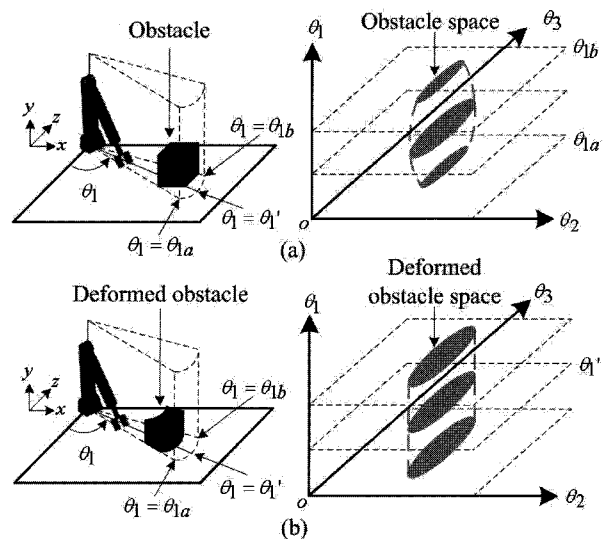 Obstacle
y
z
x
θ1
θ1 = θ1b
θ1 = θ1'
θ1 = θ1a
θ1
Obstacle space
θ3
θ1b
θ1a
o
θ2
(a)
Deformed obstacle
y
z
x
θ1
θ1 = θ1b
θ1 = θ1'
θ1 = θ1a
θ1
Deformed
obstacle space
θ3
θ1'
o
θ2
(b)